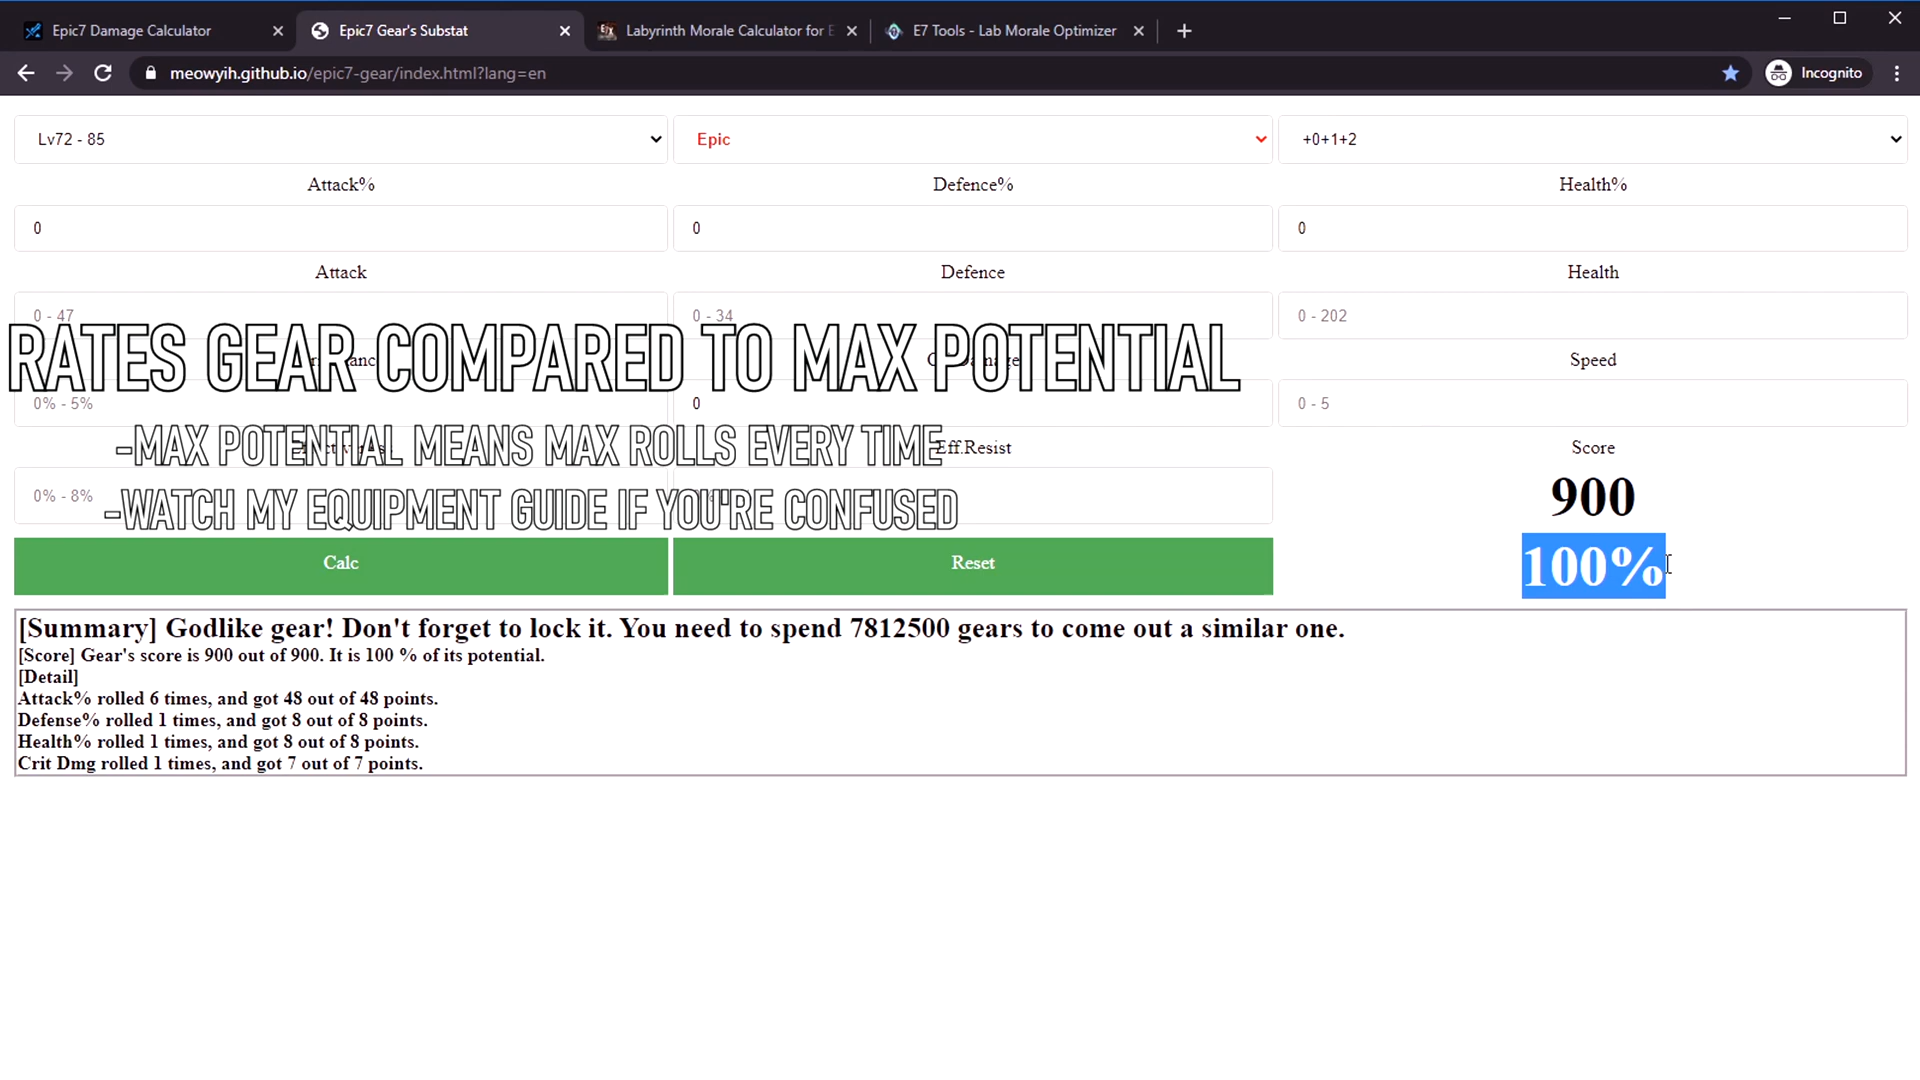 Epic7 Damage Calculator
Epic7 Gear's Substat
Labyrinth Morale Calculator for E
E7 Tools - Lab Morale Optimizer
meowyih.github.io/epic7-gear/index.html?lang=en
Incognito
Lv72 - 85
Epic
+0+1+2
Attack%
Defence%
Health%
0
0
0
Attack
Defence
Health
0 - 47
0 - 34
0 - 202
RATES GEAR COMPARED TO MAX POTENTIAL
Speed
0% - 5%
0
0 - 5
-MAX POTENTIAL MEANS MAX ROLLS EVERY TIME
Eff.Resist
Score
0% - 8%
-WATCH MY EQUIPMENT GUIDE IF YOU'RE CONFUSED
900
Calc
Reset
100%
[Summary] Godlike gear! Don't forget to lock it. You need to spend 7812500 gears to come out a similar one.
[Score] Gear's score is 900 out of 900. It is 100 % of its potential.
[Detail]
Attack% rolled 6 times, and got 48 out of 48 points.
Defense% rolled 1 times, and got 8 out of 8 points.
Health% rolled 1 times, and got 8 out of 8 points.
Crit Dmg rolled 1 times, and got 7 out of 7 points.